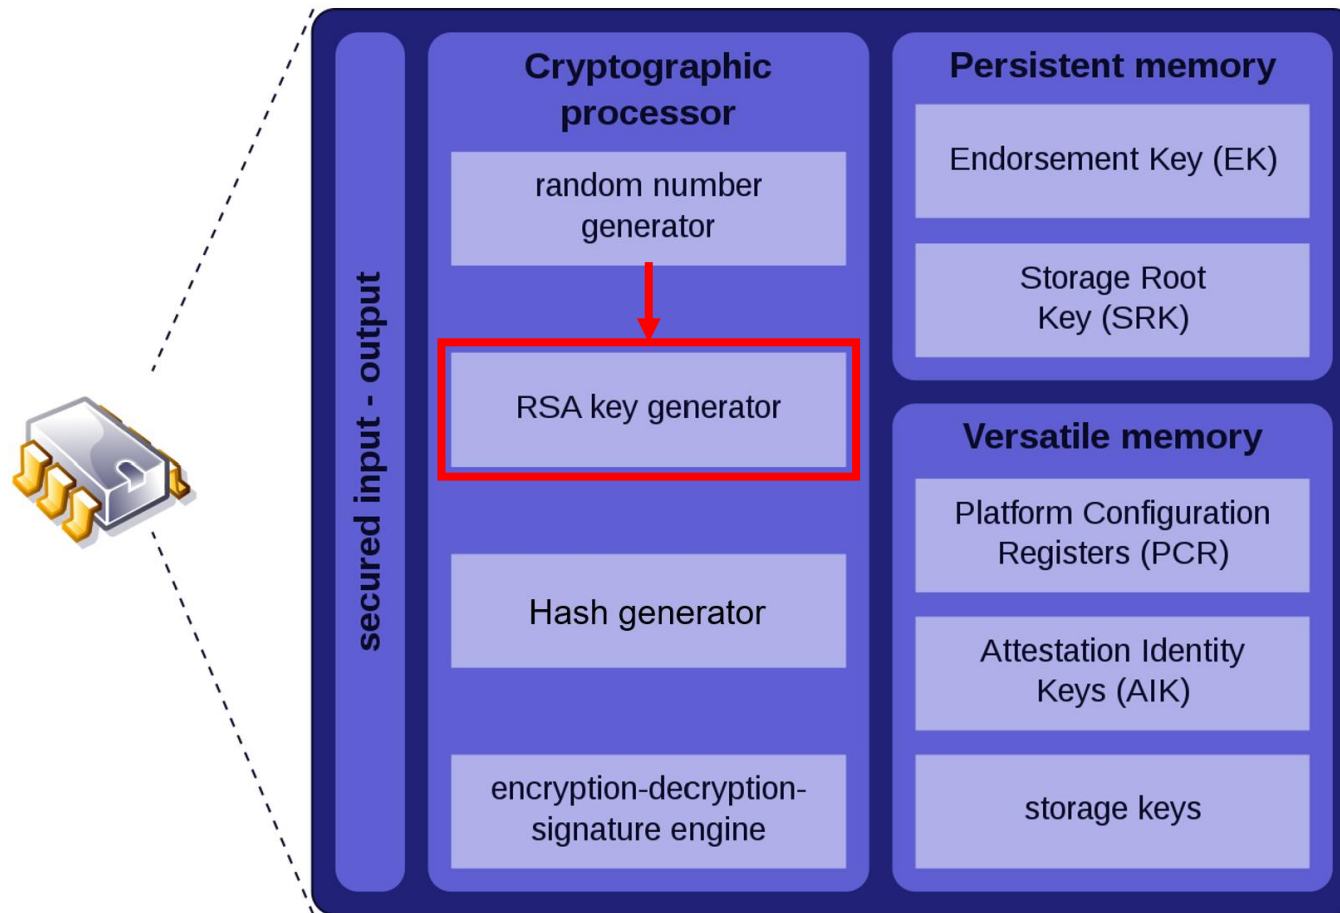 secured input - output
Cryptographic
processor
random number
generator
RSA key generator
Hash generator
encryption-decryption-
signature engine
Persistent memory
Endorsement Key (EK)
Storage Root
Key (SRK)
Versatile memory
Platform Configuration
Registers (PCR)
Attestation Identity
Keys (AIK)
storage keys